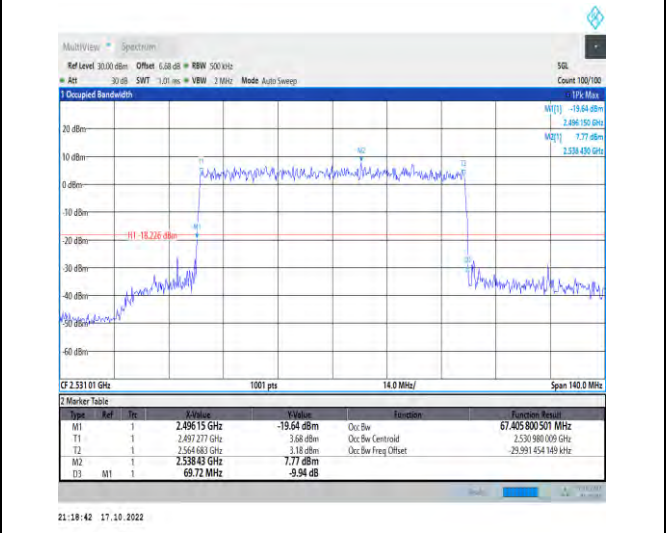 MultiView Spectrum
Ref Level 30.00 dBm Offset 6.68 dB RBW 500 kHz SGL
Att 30 dB SWT 1.01 ms VBW 2 MHz Mode Auto Sweep Count 100/100
1 Occupied Bandwidth 1Pk Max
M1[1] -19.64 dBm
2.496 150 GHz
M2[1] 7.77 dBm
2.538 430 GHz
20 dBm
10 dBm
M2
T1
T2
0 dBm
-10 dBm
M1
H1 -18.226 dBm
-20 dBm
-30 dBm
-40 dBm
-50 dBm
-60 dBm
CF 2.531 01 GHz 1001 pts 14.0 MHz/ Span 140.0 MHz
2 Marker Table
Type Ref Trc X-Value Y-Value Function Function Result
M1 1 2.496 15 GHz -19.64 dBm Occ Bw 67.405 800 501 MHz
T1 1 2.497 277 GHz 3.68 dBm Occ Bw Centroid 2.530 980 009 GHz
T2 1 2.564 683 GHz 3.18 dBm Occ Bw Freq Offset -29.991 454 149 kHz
M2 1 2.538 43 GHz 7.77 dBm
D3 M1 1 69.72 MHz -9.94 dB
21:18:42 17.10.2022